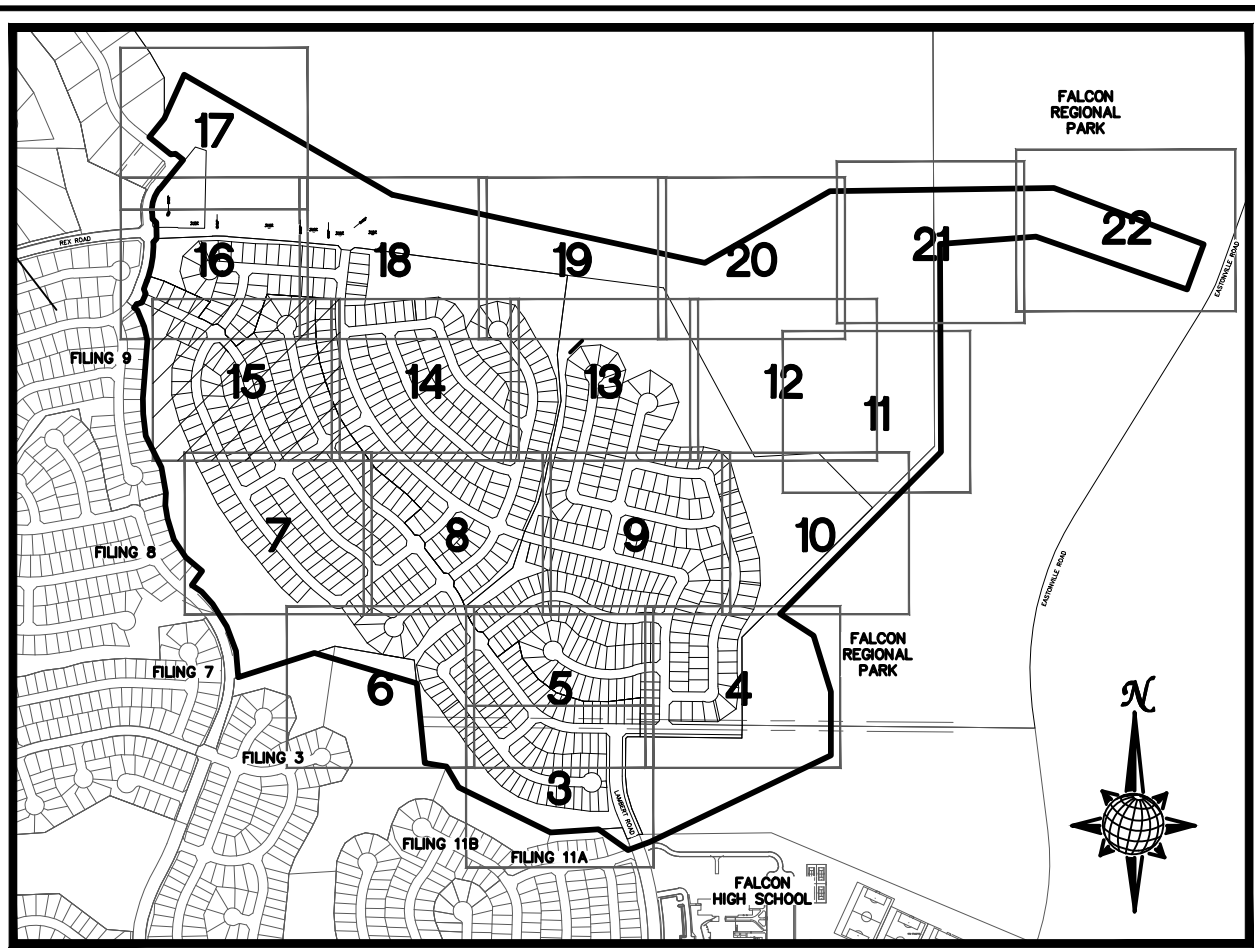 FALCON
REGIONAL
PARK
17
22
21
REX ROAD
16
18
19
20
EASTONVILLE ROAD
FILING 9
15
14
13
12
11
7
8
9
10
FILING 8
EASTONVILLE ROAD
FALCON
REGIONAL
PARK
FILING 7
6
5
4
N
FILING 3
3
LAMBERT ROAD
FILING 11B
FILING 11A
FALCON
HIGH SCHOOL